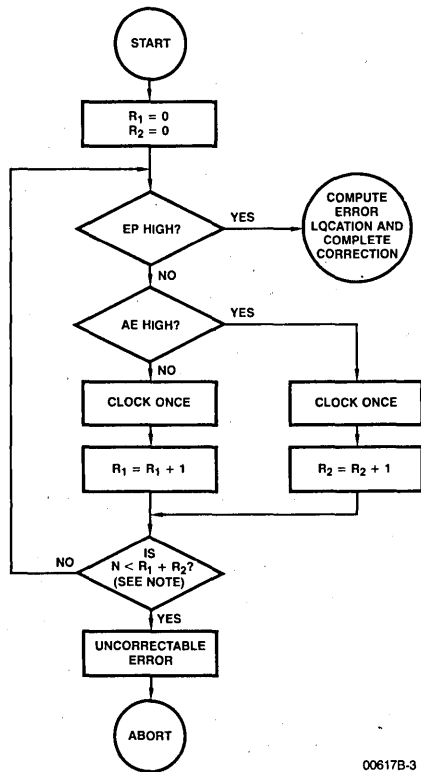 START
R₁ = 0
R₂ = 0
EP HIGH?
YES
COMPUTE
ERROR
LOCATION AND
COMPLETE
CORRECTION
NO
AE HIGH?
YES
NO
CLOCK ONCE
CLOCK ONCE
R₁ = R₁ + 1
R₂ = R₂ + 1
NO
IS
N < R₁ + R₂?
(SEE NOTE)
YES
UNCORRECTABLE
ERROR
ABORT
00617B-3